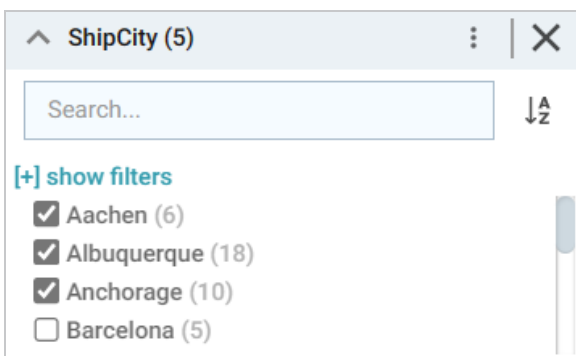 ShipCity (5)
Search...
A
Z
[+] show filters
Aachen (6)
Albuquerque (18)
Anchorage (10)
Barcelona (5)